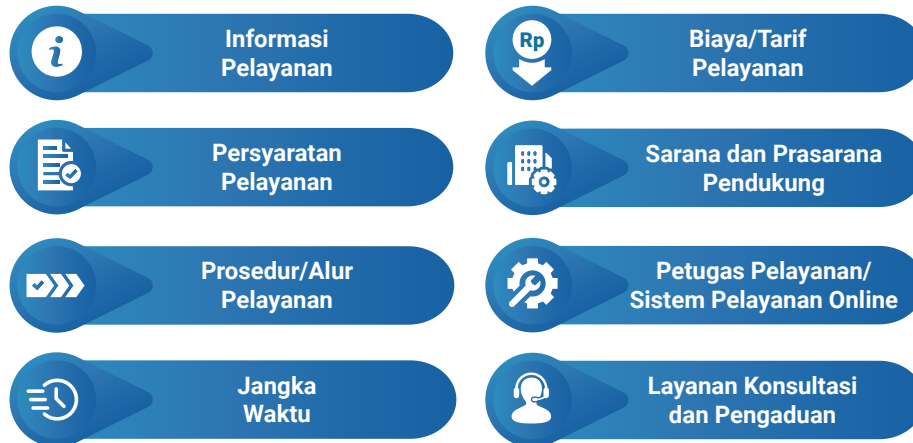 Informasi
Pelayanan
Rp
Biaya/Tarif
Pelayanan
Persyaratan
Pelayanan
Sarana dan Prasarana
Pendukung
Prosedur/Alur
Pelayanan
Petugas Pelayanan/
Sistem Pelayanan Online
Jangka
Waktu
Layanan Konsultasi
dan Pengaduan